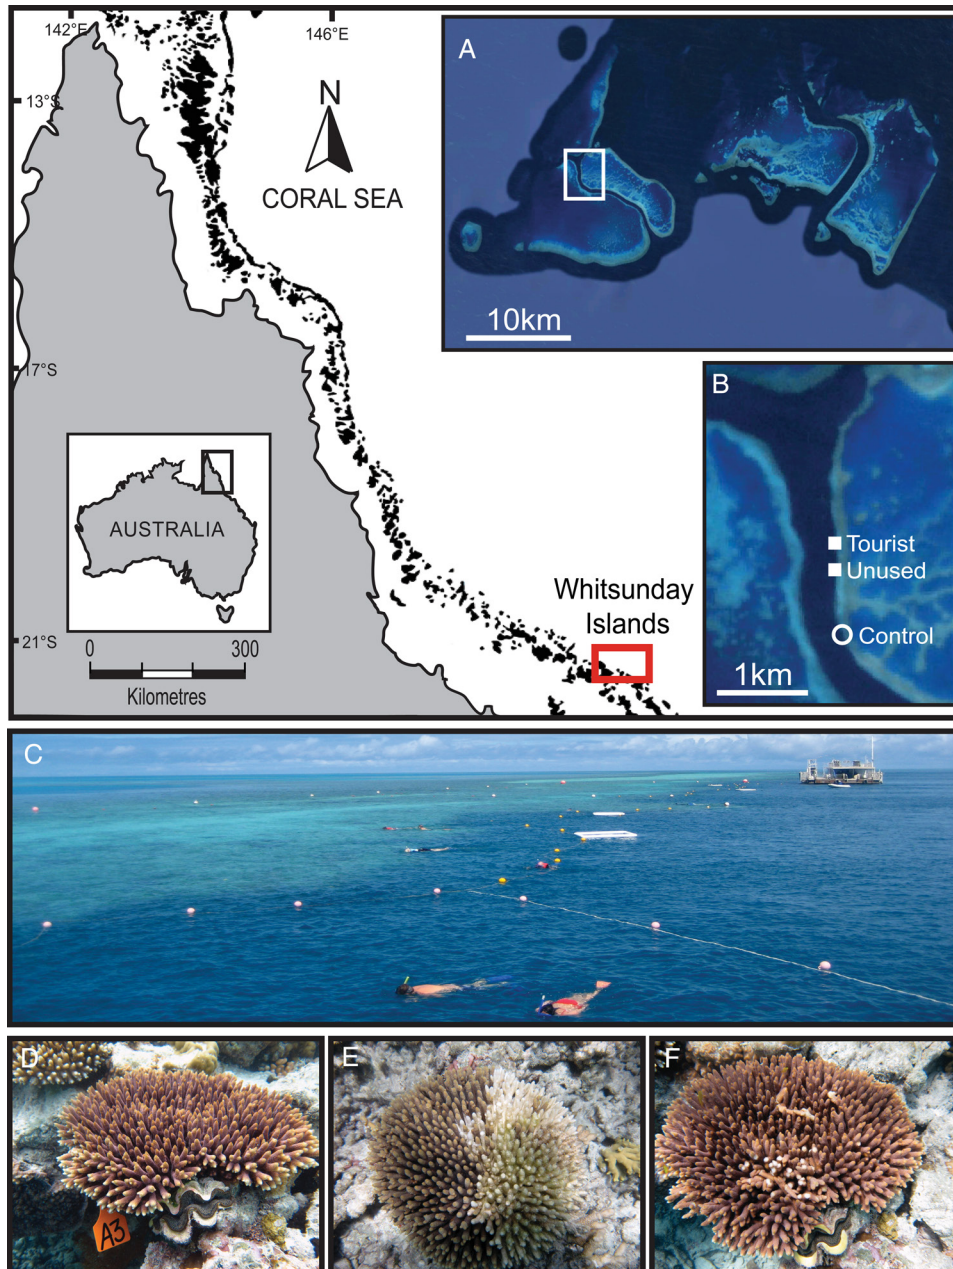 142°E
146°E
13°S
N
CORAL SEA
17°S
AUSTRALIA
21°S
0
300
Kilometres
Whitsunday
Islands
A
10km
B
Tourist
Unused
Control
1km
C
D
A3
E
F